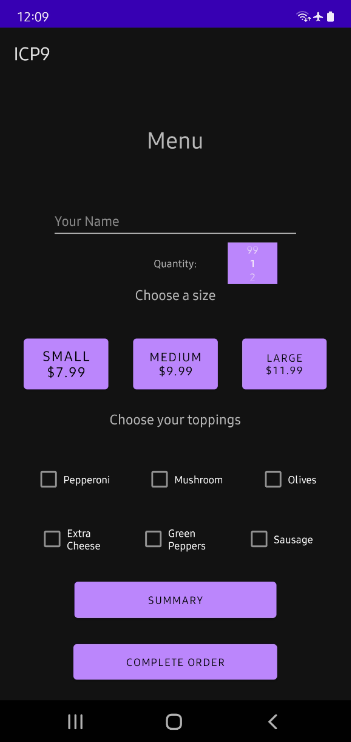 12:09
ICP9
Menu
Your Name
99
Quantity: 1
2
Choose a size
SMALL
$7.99
MEDIUM
$9.99
LARGE
$11.99
Choose your toppings
Pepperoni
Mushroom
Olives
Extra
Cheese
Green
Peppers
Sausage
SUMMARY
COMPLETE ORDER